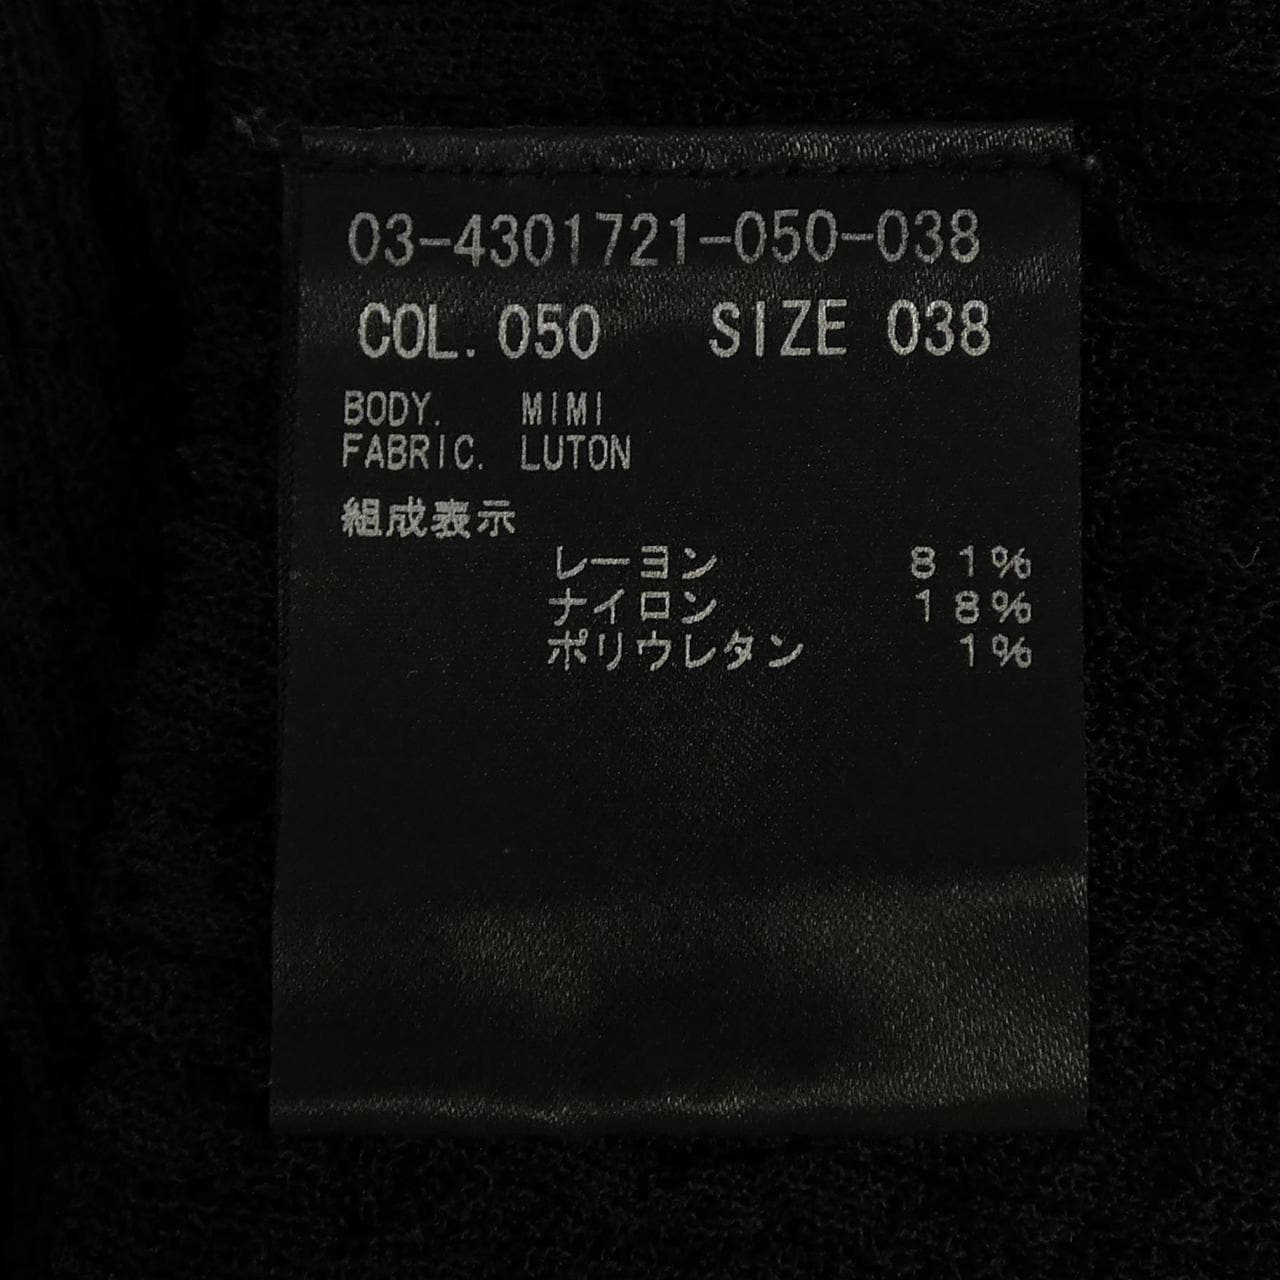 03-4301721-050-038
COL. 050 SIZE 038
BODY. MIMI
FABRIC. LUTON
組成表示
レーヨン 81%
ナイロン 18%
ポリウレタン 1%